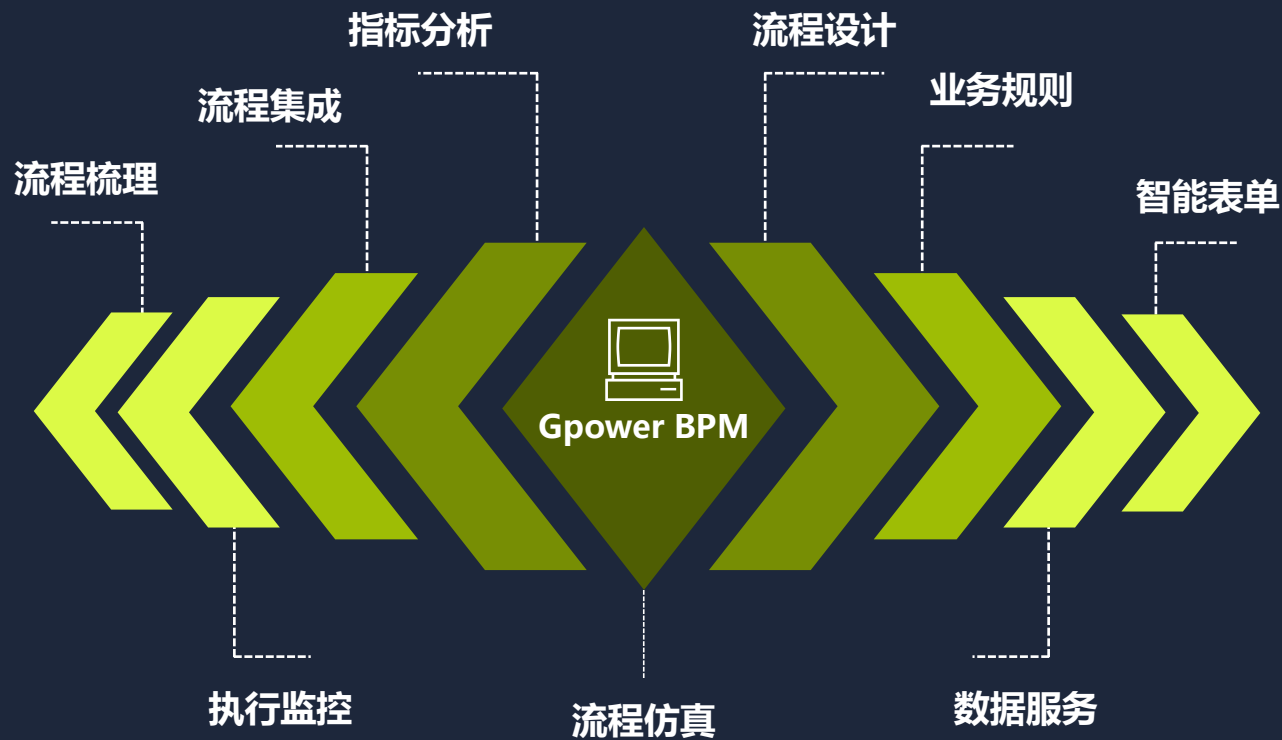 指标分析
流程设计
流程集成
业务规则
流程梳理
智能表单
Gpower BPM
执行监控
流程仿真
数据服务